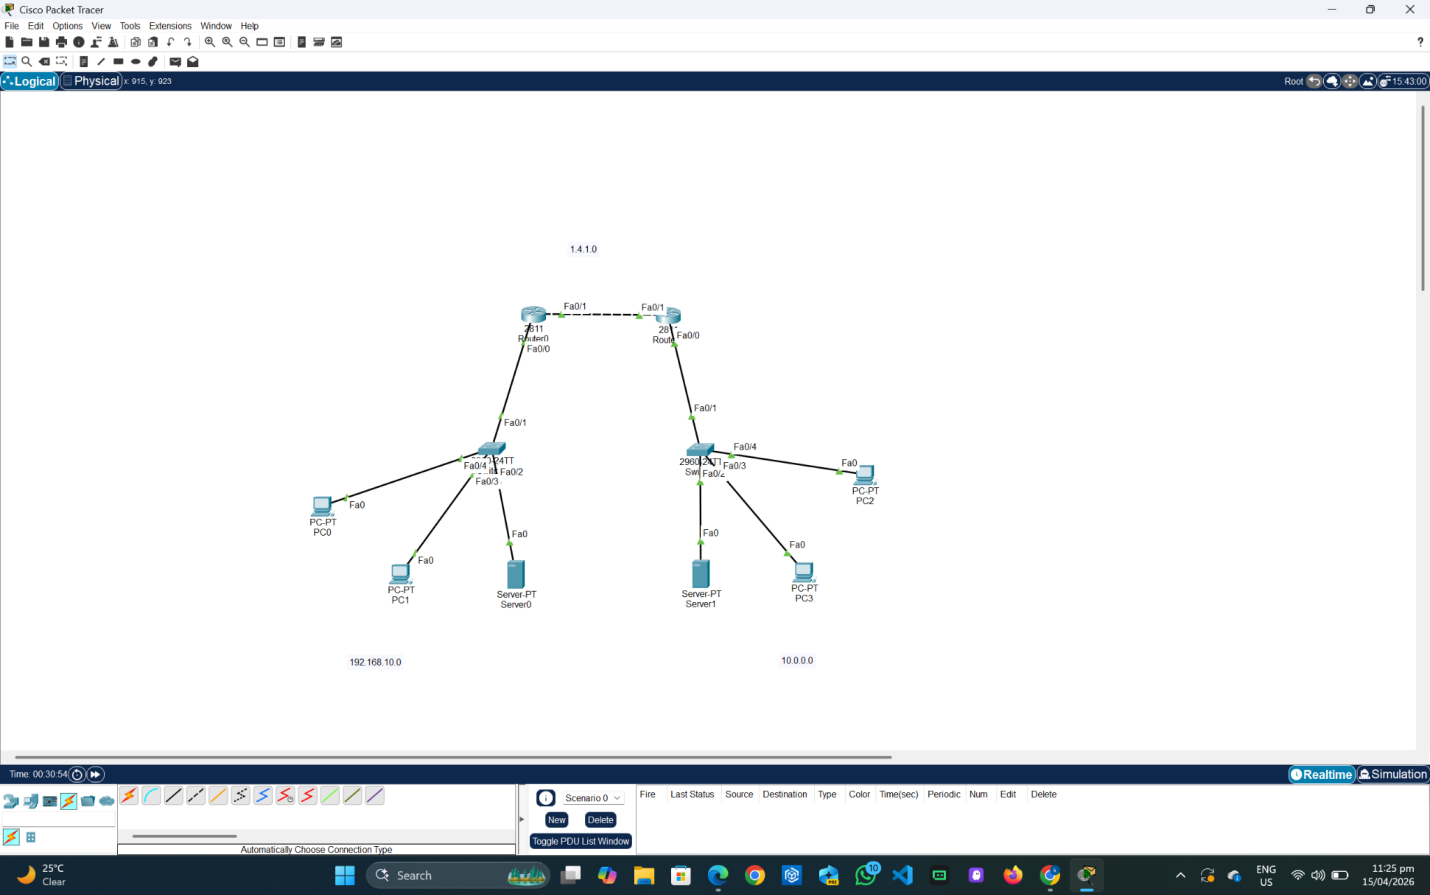 Cisco Packet Tracer
File Edit Options View Tools Extensions Window Help
?
Logical Physical x: 915, y: 923
Root 15:43:00
1.4.1.0
Fa0/1 Fa0/1
2811
Router0
Fa0/0
Fa0/0
Fa0/1
Fa0/1
Fa0/4
Fa0/2
Fa0/3
Fa0/4
Fa0/3
Fa0/2
Fa0
PC-PT
PC0
Fa0
PC-PT
PC1
Fa0
Server-PT
Server0
Fa0
Server-PT
Server1
Fa0
PC-PT
PC3
Fa0
PC-PT
PC2
192.168.10.0
10.0.0.0
Time: 00:30:54
Realtime Simulation
Scenario 0
New Delete
Toggle PDU List Window
Fire Last Status Source Destination Type Color Time(sec) Periodic Num Edit Delete
Automatically Choose Connection Type
25°C
Clear
Search
PRE
10
ENG
US
11:25 pm
15/04/2026